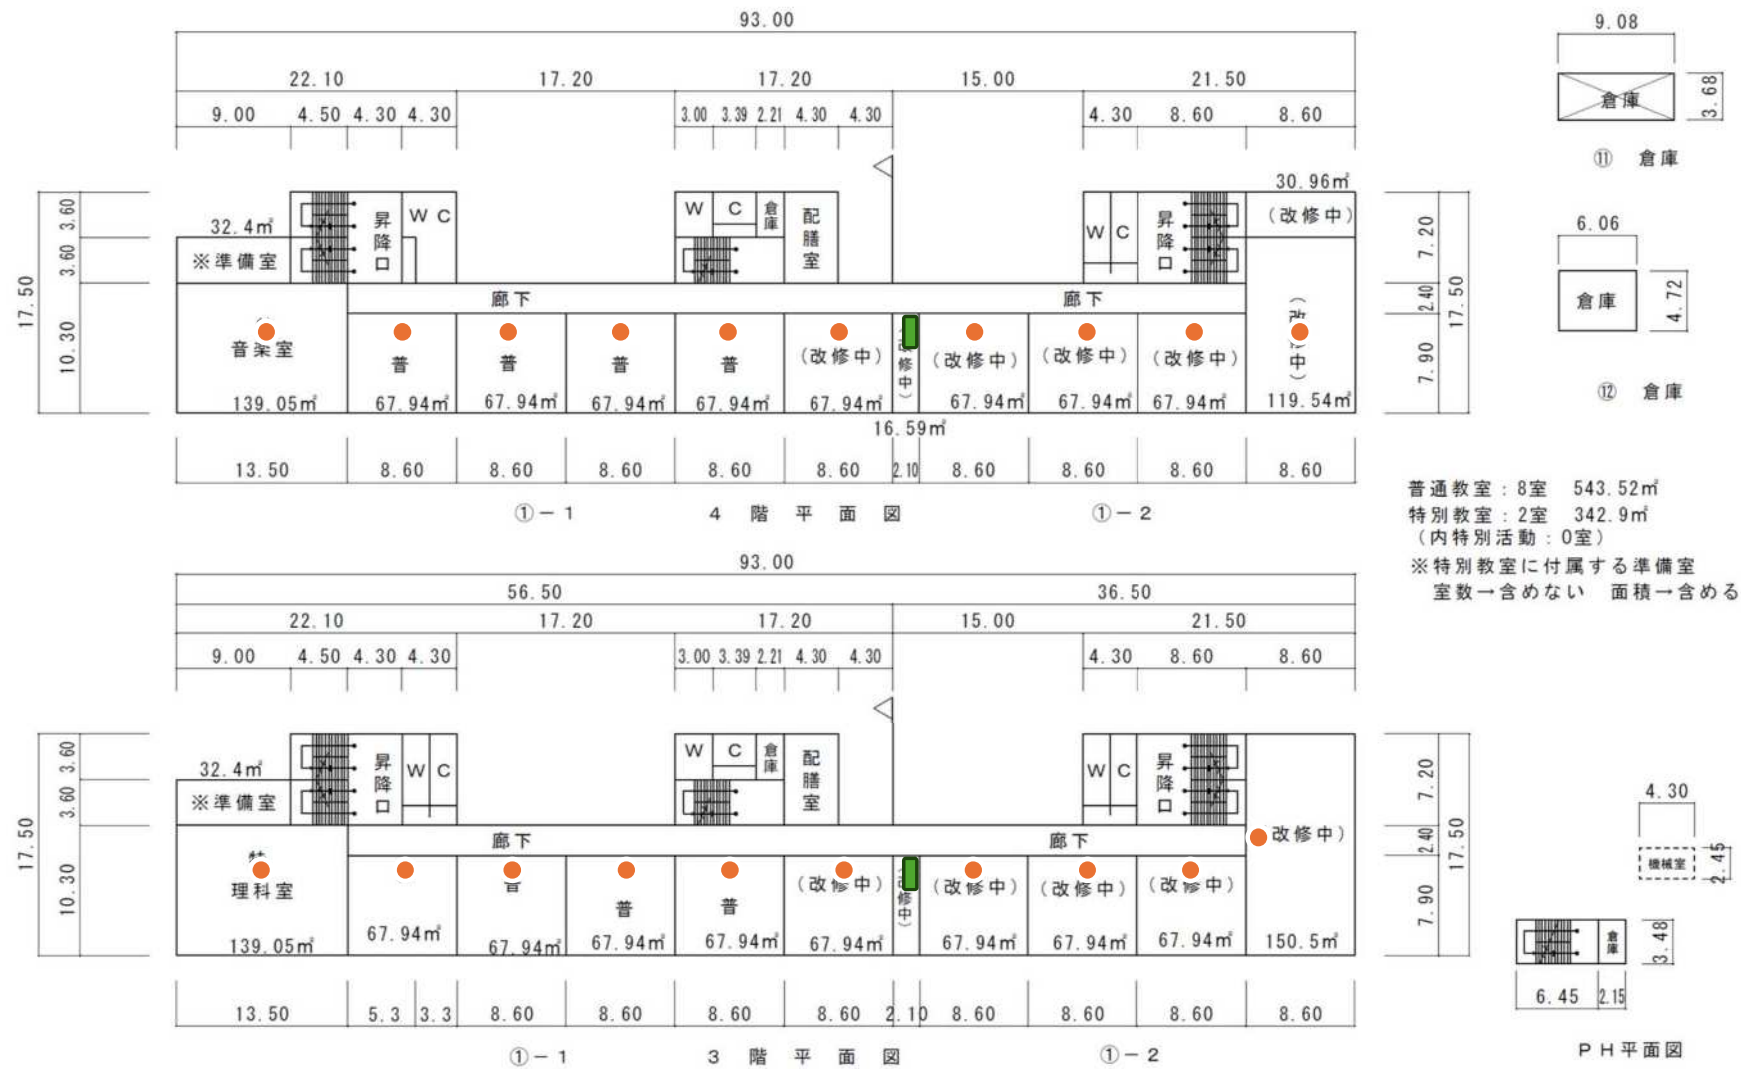 93.00
22.10 17.20 17.20 15.00 21.50
9.00 4.50 4.30 4.30 3.00 3.39 2.21 4.30 4.30 4.30 8.60 8.60
9.08
倉庫
3.68
⑪ 倉庫
6.06
倉庫
4.72
⑫ 倉庫
17.50
3.60
3.60
10.30
32.4㎡
※準備室
昇降口
W C
W C
倉庫
配膳室
W C
昇降口
30.96㎡
(改修中)
7.20
2.40
7.90
17.50
廊下 廊下
音楽室 普 普 普 普 (改修中) (改修中) (改修中) (改修中)
139.05㎡ 67.94㎡ 67.94㎡ 67.94㎡ 67.94㎡ 67.94㎡ 67.94㎡ 67.94㎡ 67.94㎡ 119.54㎡
16.59㎡
13.50 8.60 8.60 8.60 8.60 8.60 2.10 8.60 8.60 8.60 8.60
①-1 4 階 平 面 図 ①-2
普通教室:8室 543.52㎡
特別教室:2室 342.9㎡
(内特別活動:0室)
※特別教室に付属する準備室
室数→含めない 面積→含める
93.00
56.50 36.50
22.10 17.20 17.20 15.00 21.50
9.00 4.50 4.30 4.30 3.00 3.39 2.21 4.30 4.30 4.30 8.60 8.60
17.50
3.60
3.60
10.30
32.4㎡
※準備室
昇降口
W C
W C
倉庫
配膳室
W C
昇降口
7.20
2.40
7.90
17.50
廊下 廊下
改修中)
理科室 普 普 (改修中) (改修中) (改修中) (改修中)
139.05㎡ 67.94㎡ 67.94㎡ 67.94㎡ 67.94㎡ 67.94㎡ 67.94㎡ 67.94㎡ 67.94㎡ 150.5㎡
13.50 5.3 3.3 8.60 8.60 8.60 8.60 2.10 8.60 8.60 8.60 8.60
①-1 3 階 平 面 図 ①-2
4.30
機械室
2.45
倉庫
3.48
6.45 2.15
PH平面図